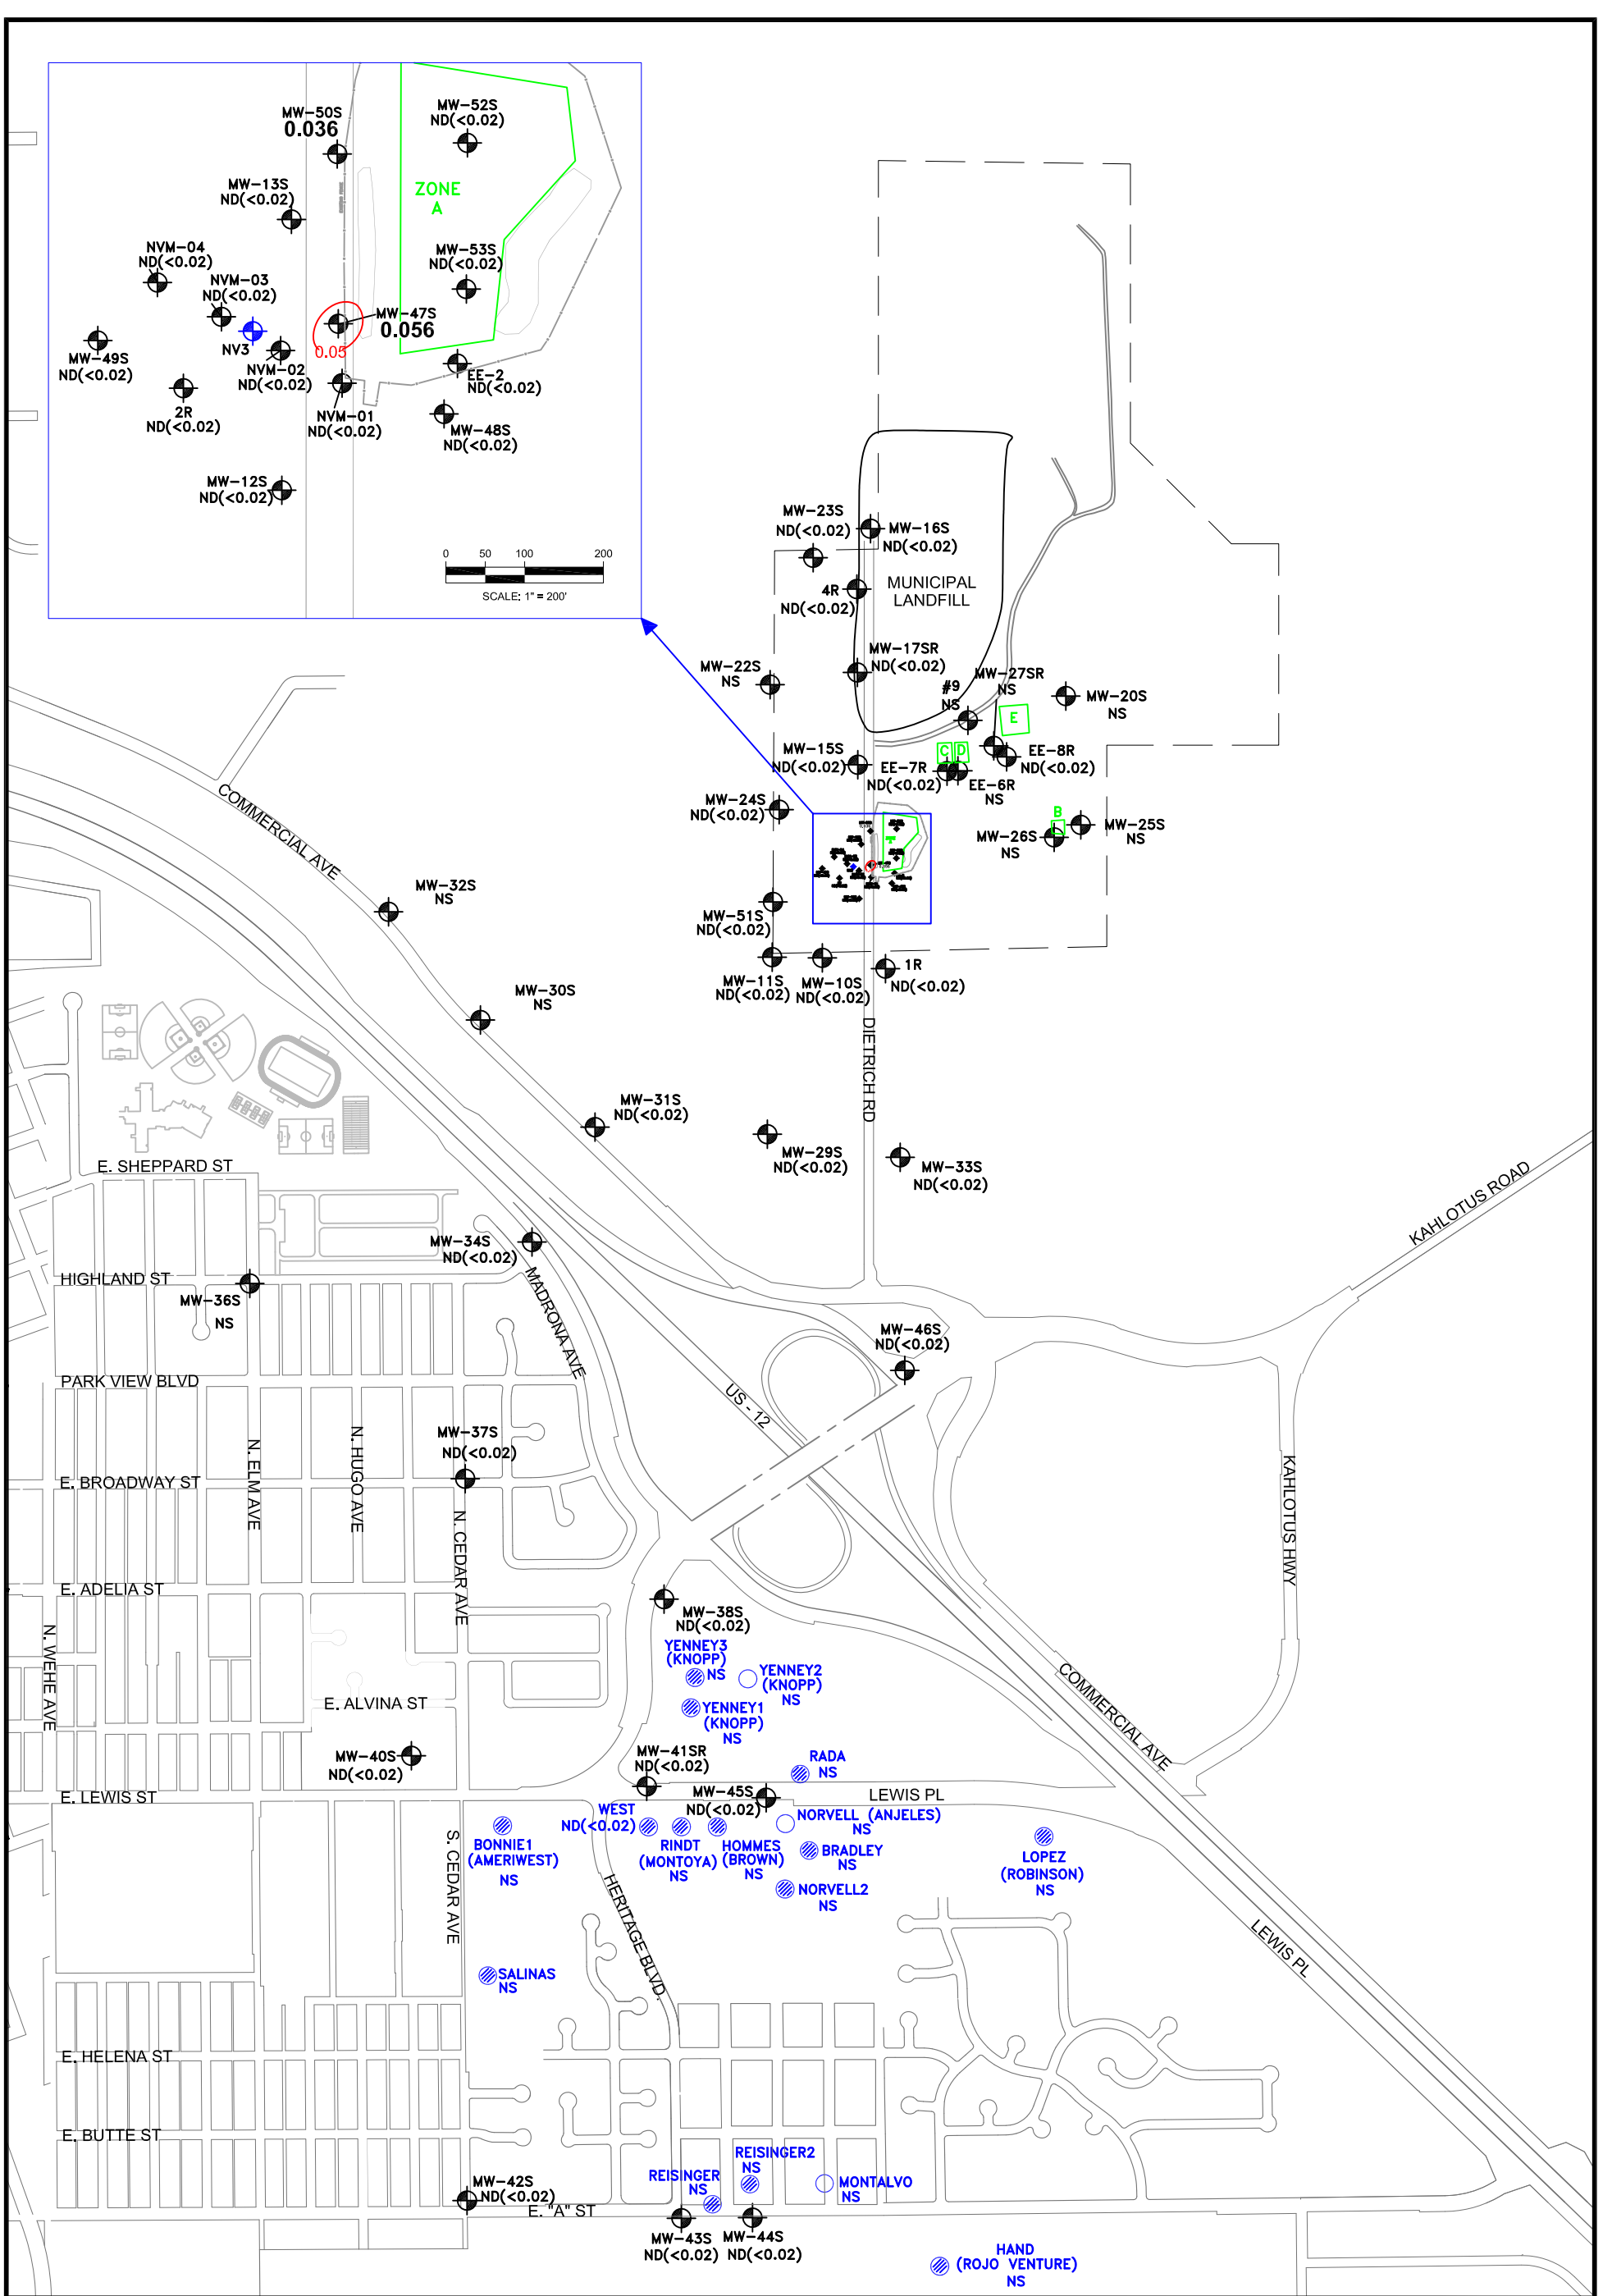 MW-50S
0.036
MW-52S
ND(<0.02)
MW-13S
ND(<0.02)
ZONE
A
NVM-04
ND(<0.02)
NVM-03
ND(<0.02)
MW-53S
ND(<0.02)
MW-47S
0.056
0.05
NV3
MW-49S
ND(<0.02)
NVM-02
ND(<0.02)
EE-2
ND(<0.02)
2R
ND(<0.02)
NVM-01
ND(<0.02)
MW-48S
ND(<0.02)
MW-12S
ND(<0.02)
0 50 100 200
SCALE: 1" = 200'
MW-23S
ND(<0.02)
MW-16S
ND(<0.02)
MUNICIPAL
LANDFILL
4R
ND(<0.02)
MW-17SR
ND(<0.02)
MW-22S
NS
#9
NS
MW-27SR
NS
MW-20S
NS
E
MW-15S
ND(<0.02)
C
D
EE-7R
ND(<0.02)
EE-6R
NS
EE-8R
ND(<0.02)
MW-24S
ND(<0.02)
B
MW-25S
NS
MW-26S
NS
COMMERCIAL AVE
MW-32S
NS
MW-51S
ND(<0.02)
MW-11S
ND(<0.02)
MW-10S
ND(<0.02)
1R
ND(<0.02)
MW-30S
NS
DIETRICH RD
MW-31S
ND(<0.02)
MW-29S
ND(<0.02)
MW-33S
ND(<0.02)
E. SHEPPARD ST
KAHLOTUS ROAD
MW-34S
ND(<0.02)
HIGHLAND ST
MW-36S
NS
MADRONA AVE
MW-46S
ND(<0.02)
PARK VIEW BLVD
US - 12
MW-37S
ND(<0.02)
N. ELM AVE
N. HUGO AVE
E. BROADWAY ST
N. CEDAR AVE
KAHLOTUS HWY
E. ADELIA ST
MW-38S
ND(<0.02)
N. WEHE AVE
YENNEY3
(KNOPP)
NS
YENNEY2
(KNOPP)
NS
YENNEY1
(KNOPP)
NS
COMMERCIAL AVE
E. ALVINA ST
MW-40S
ND(<0.02)
MW-41SR
ND(<0.02)
RADA
NS
MW-45S
ND(<0.02)
LEWIS PL
E. LEWIS ST
WEST
ND(<0.02)
NORVELL (ANJELES)
NS
S. CEDAR AVE
BONNIE1
(AMERIWEST)
NS
RINDT
(MONTOYA)
NS
HOMMES
(BROWN)
NS
BRADLEY
NS
LOPEZ
(ROBINSON)
NS
NORVELL2
NS
HERITAGE BLVD.
LEWIS PL
SALINAS
NS
E. HELENA ST
E. BUTTE ST
REISINGER2
NS
REISINGER
NS
MONTALVO
NS
MW-42S
ND(<0.02)
E. "A" ST
MW-43S
ND(<0.02)
MW-44S
ND(<0.02)
HAND
(ROJO VENTURE)
NS